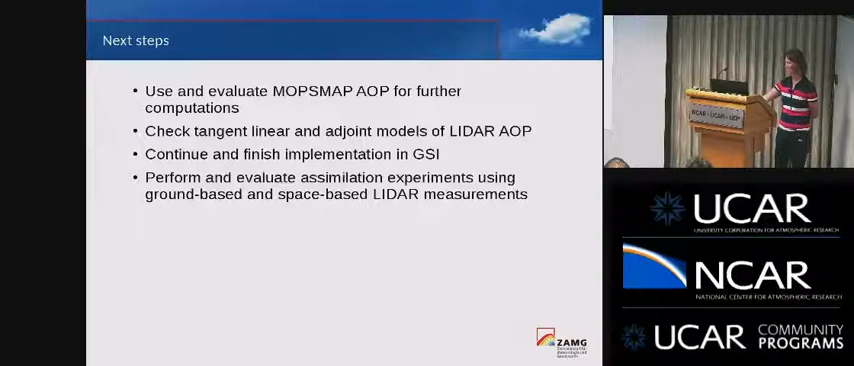 Next steps
• Use and evaluate MOPSMAP AOP for further
computations
• Check tangent linear and adjoint models of LIDAR AOP
• Continue and finish implementation in GSI
• Perform and evaluate assimilation experiments using
ground-based and space-based LIDAR measurements
ZAMG
NCAR · UCAR · UOP
UCAR
UNIVERSITY CORPORATION FOR ATMOSPHERIC RESEARCH
NCAR
NATIONAL CENTER FOR ATMOSPHERIC RESEARCH
UCAR COMMUNITY
PROGRAMS